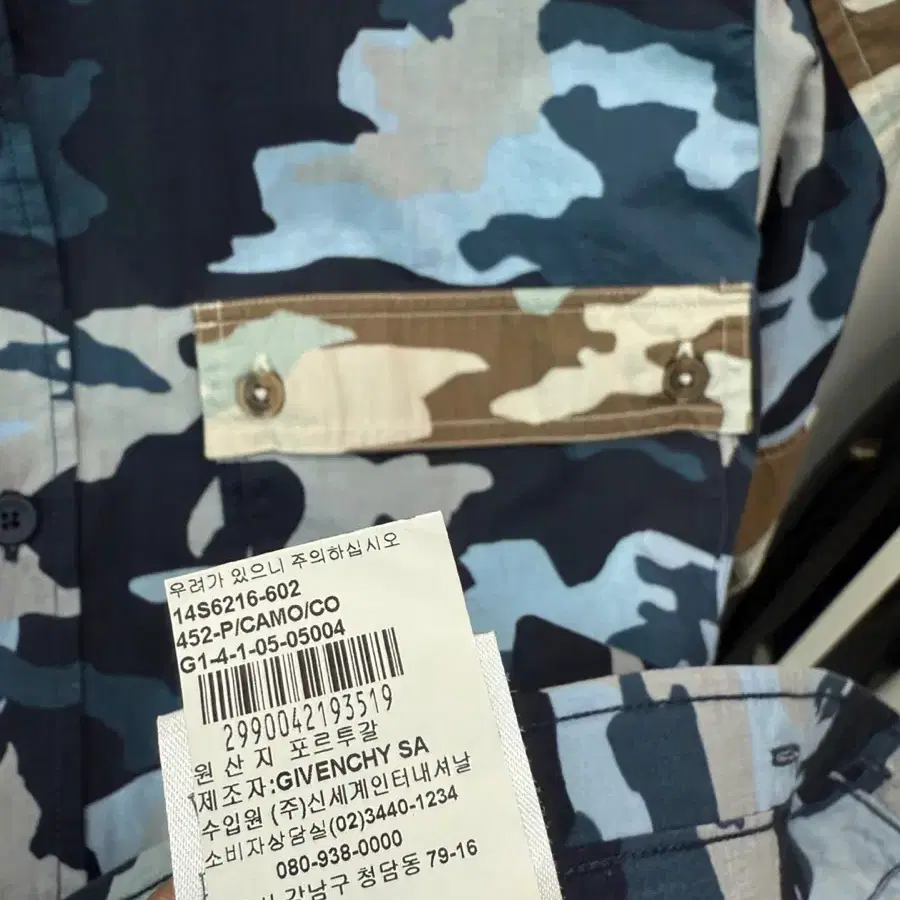 우려가 있으니 주의하십시오
14S6216-602
452-P/CAMO/CO
G1-4-1-05-05004
2990042193519
원 산 지 포르투갈
제조자:GIVENCHY SA
수입원 (주)신세계인터내셔날
소비자상담실(02)3440-1234
080-938-0000
강남구 청담동 79-16